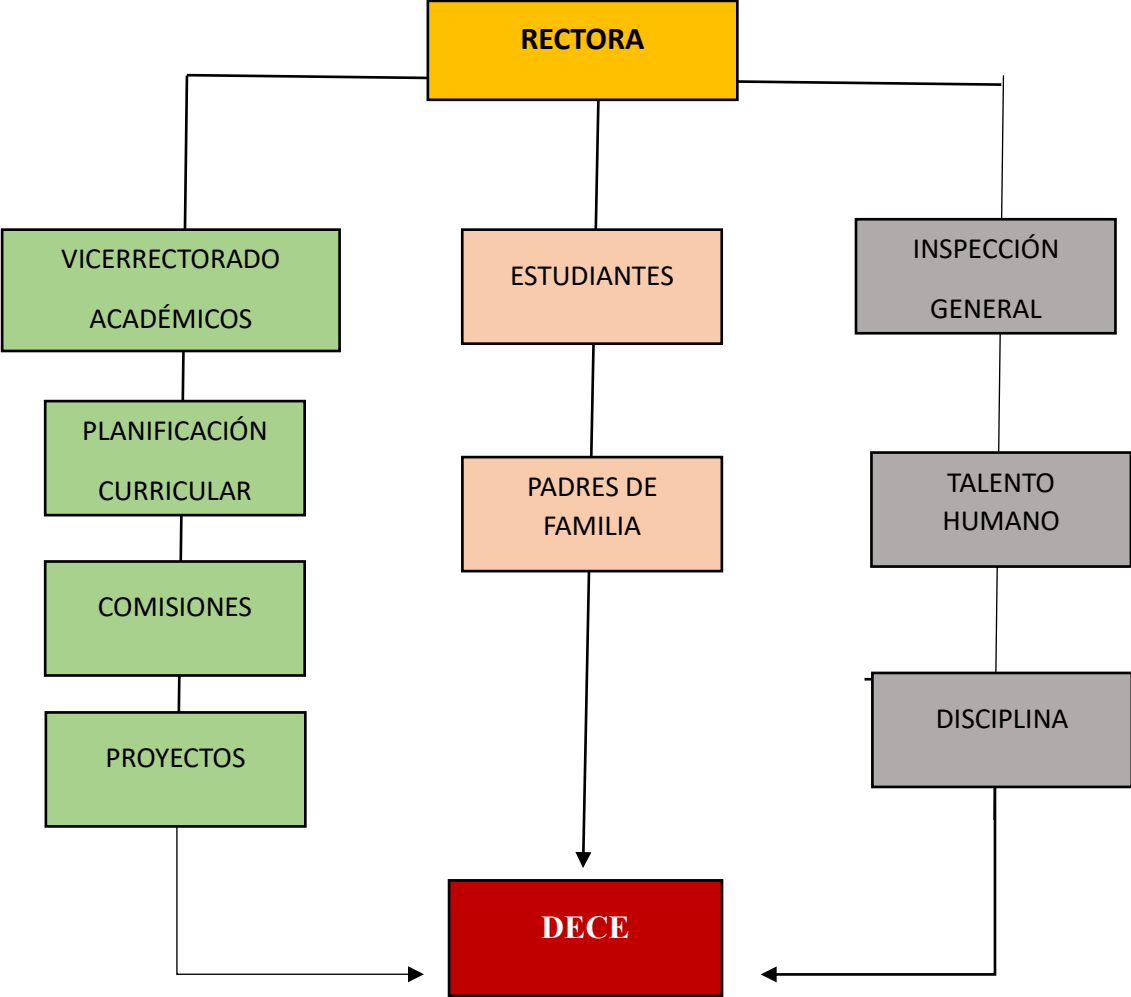 RECTORA
VICERRECTORADO
ACADÉMICOS
ESTUDIANTES
INSPECCIÓN
GENERAL
PLANIFICACIÓN
CURRICULAR
PADRES DE
FAMILIA
TALENTO
HUMANO
COMISIONES
DISCIPLINA
PROYECTOS
DECE